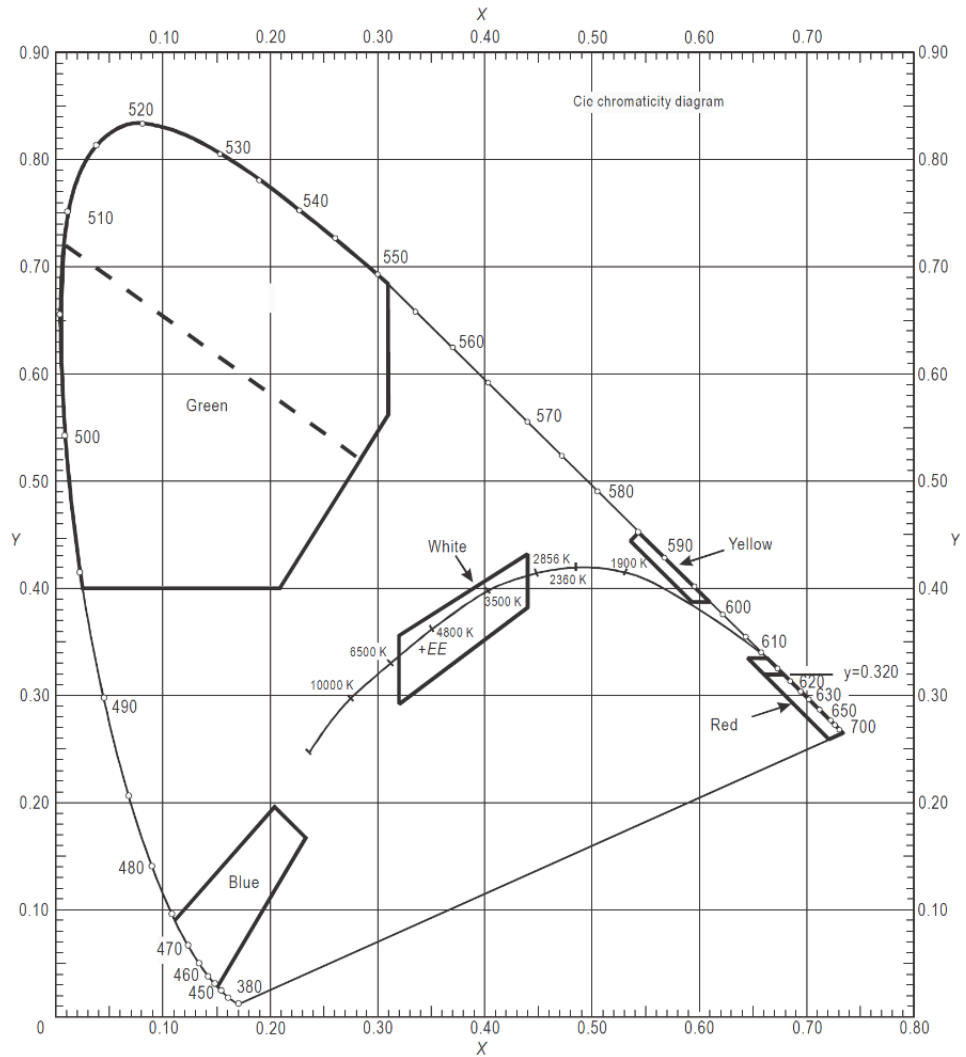 X
0.10 0.20 0.30 0.40 0.50 0.60 0.70
0.90 0.90
Cie chromaticity diagram
520
530
0.80 0.80
540
510
550
0.70 0.70
560
0.60 0.60
Green
570
500
580
0.50 0.50
Y Y
White
590
Yellow
2856 K
1900 K
2360 K
0.40 0.40
3500 K
600
4800 K
610
+EE
6500 K
y=0.320
620
10000 K
0.30 0.30
630
490
650
Red
700
0.20 0.20
480
Blue
0.10 0.10
470
460
450
380
0 0.10 0.20 0.30 0.40 0.50 0.60 0.70 0.80
X